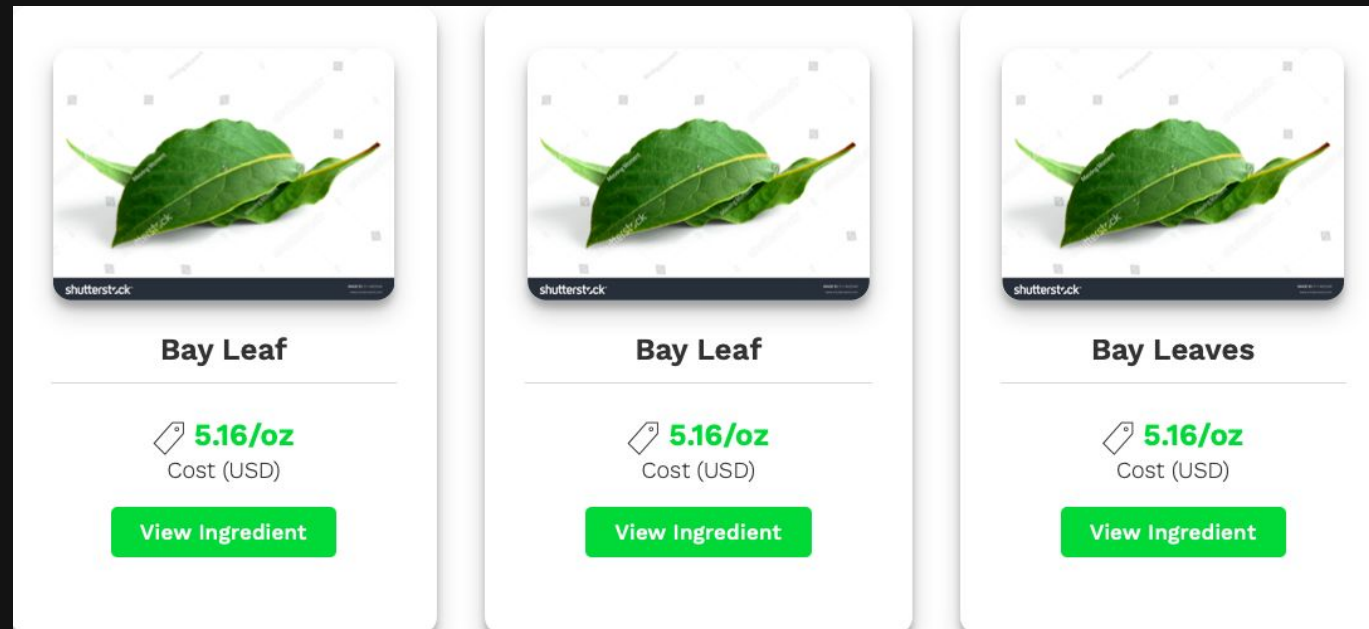 shutterstock
shutterstock
shutterstock
Bay Leaf
Bay Leaf
Bay Leaves
5.16/oz
5.16/oz
5.16/oz
Cost (USD)
Cost (USD)
Cost (USD)
View Ingredient
View Ingredient
View Ingredient